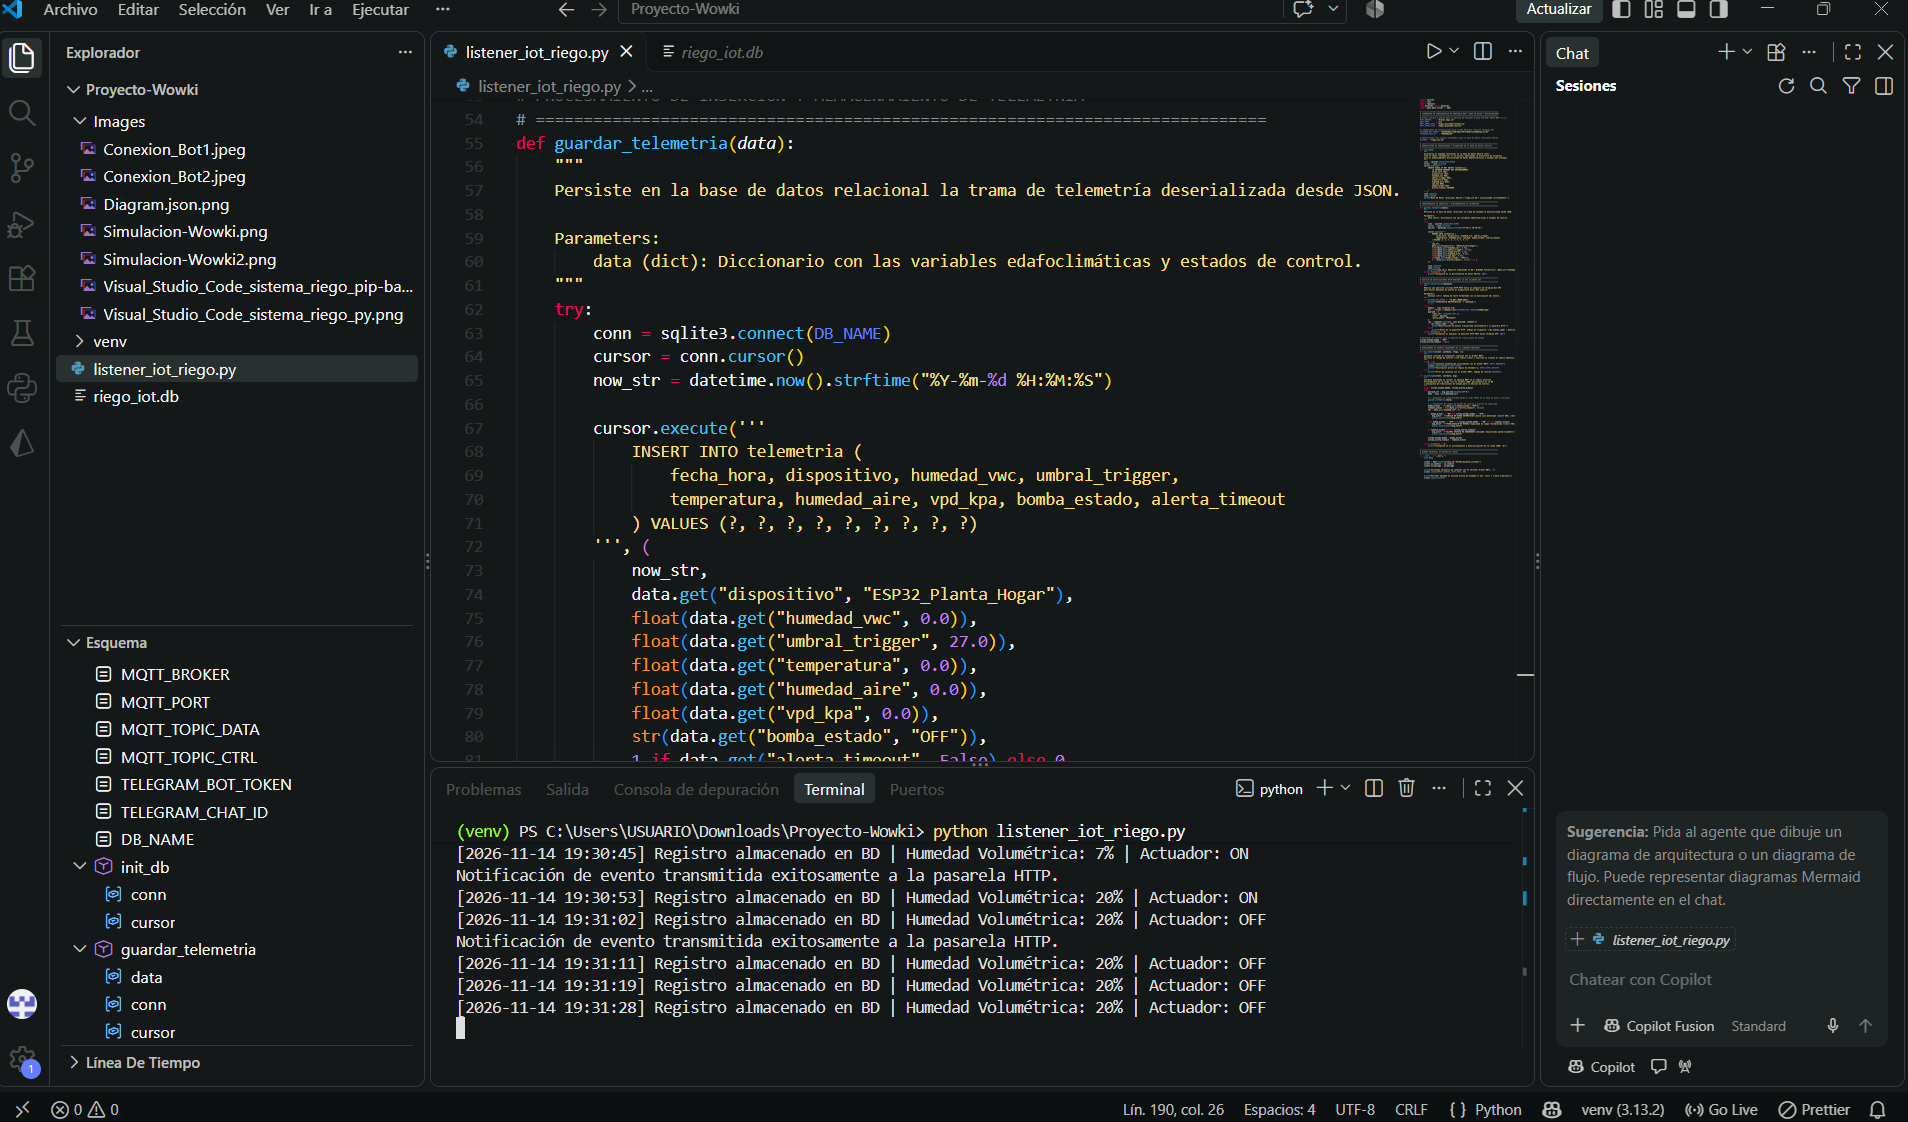 Archivo Editar Selección Ver Ir a Ejecutar ··· Proyecto-Wowki Actualizar
Explorador
Proyecto-Wowki
Images
Conexion_Bot1.jpeg
Conexion_Bot2.jpeg
Diagram.json.png
Simulacion-Wowki.png
Simulacion-Wowki2.png
Visual_Studio_Code_sistema_riego_pip-ba...
Visual_Studio_Code_sistema_riego_py.png
venv
listener_iot_riego.py
riego_iot.db
Esquema
MQTT_BROKER
MQTT_PORT
MQTT_TOPIC_DATA
MQTT_TOPIC_CTRL
TELEGRAM_BOT_TOKEN
TELEGRAM_CHAT_ID
DB_NAME
init_db
conn
cursor
guardar_telemetria
data
conn
cursor
Línea De Tiempo
1
listener_iot_riego.py riego_iot.db
listener_iot_riego.py > ...
54 # ============================================================================
55 def guardar_telemetria(data):
56 """
57 Persiste en la base de datos relacional la trama de telemetría deserializada desde JSON.
58
59 Parameters:
60 data (dict): Diccionario con las variables edafoclimáticas y estados de control.
61 """
62 try:
63 conn = sqlite3.connect(DB_NAME)
64 cursor = conn.cursor()
65 now_str = datetime.now().strftime("%Y-%m-%d %H:%M:%S")
66
67 cursor.execute('''
68 INSERT INTO telemetria (
69 fecha_hora, dispositivo, humedad_vwc, umbral_trigger,
70 temperatura, humedad_aire, vpd_kpa, bomba_estado, alerta_timeout
71 ) VALUES (?, ?, ?, ?, ?, ?, ?, ?, ?)
72 ''', (
73 now_str,
74 data.get("dispositivo", "ESP32_Planta_Hogar"),
75 float(data.get("humedad_vwc", 0.0)),
76 float(data.get("umbral_trigger", 27.0)),
77 float(data.get("temperatura", 0.0)),
78 float(data.get("humedad_aire", 0.0)),
79 float(data.get("vpd_kpa", 0.0)),
80 str(data.get("bomba_estado", "OFF")),
81 1 if data.get("alerta_timeout", False) else 0
Problemas Salida Consola de depuración Terminal Puertos python
(venv) PS C:\Users\USUARIO\Downloads\Proyecto-Wowki> python listener_iot_riego.py
[2026-11-14 19:30:45] Registro almacenado en BD | Humedad Volumétrica: 7% | Actuador: ON
Notificación de evento transmitida exitosamente a la pasarela HTTP.
[2026-11-14 19:30:53] Registro almacenado en BD | Humedad Volumétrica: 20% | Actuador: ON
[2026-11-14 19:31:02] Registro almacenado en BD | Humedad Volumétrica: 20% | Actuador: OFF
Notificación de evento transmitida exitosamente a la pasarela HTTP.
[2026-11-14 19:31:11] Registro almacenado en BD | Humedad Volumétrica: 20% | Actuador: OFF
[2026-11-14 19:31:19] Registro almacenado en BD | Humedad Volumétrica: 20% | Actuador: OFF
[2026-11-14 19:31:28] Registro almacenado en BD | Humedad Volumétrica: 20% | Actuador: OFF
Chat
Sesiones
Sugerencia: Pida al agente que dibuje un
diagrama de arquitectura o un diagrama de
flujo. Puede representar diagramas Mermaid
directamente en el chat.
listener_iot_riego.py
Chatear con Copilot
Copilot Fusion Standard
Copilot
0 0 Lín. 190, col. 26 Espacios: 4 UTF-8 CRLF { } Python venv (3.13.2) Go Live Prettier